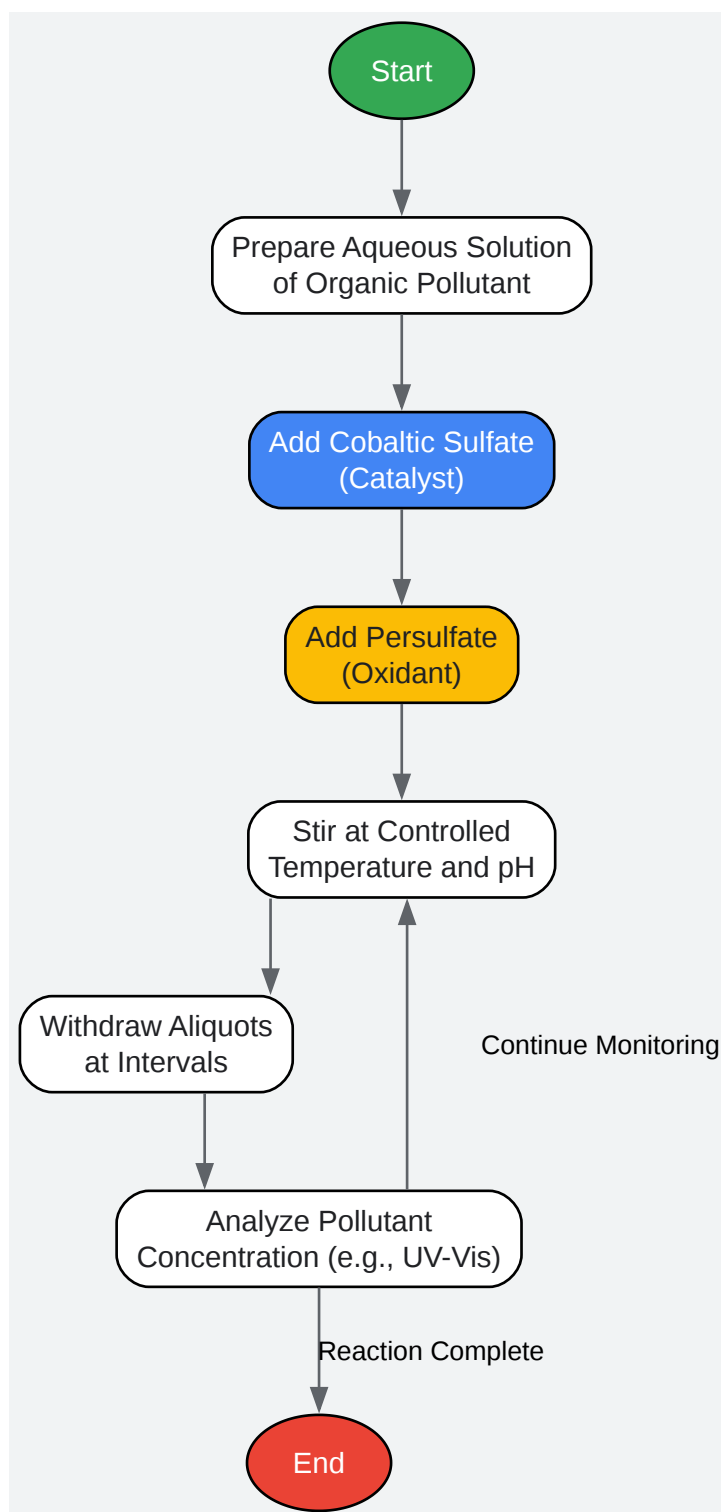 Start
Prepare Aqueous Solution
of Organic Pollutant
Add Cobaltic Sulfate
(Catalyst)
Add Persulfate
(Oxidant)
Stir at Controlled
Temperature and pH
Withdraw Aliquots
at Intervals
Continue Monitoring
Analyze Pollutant
Concentration (e.g., UV-Vis)
Reaction Complete
End